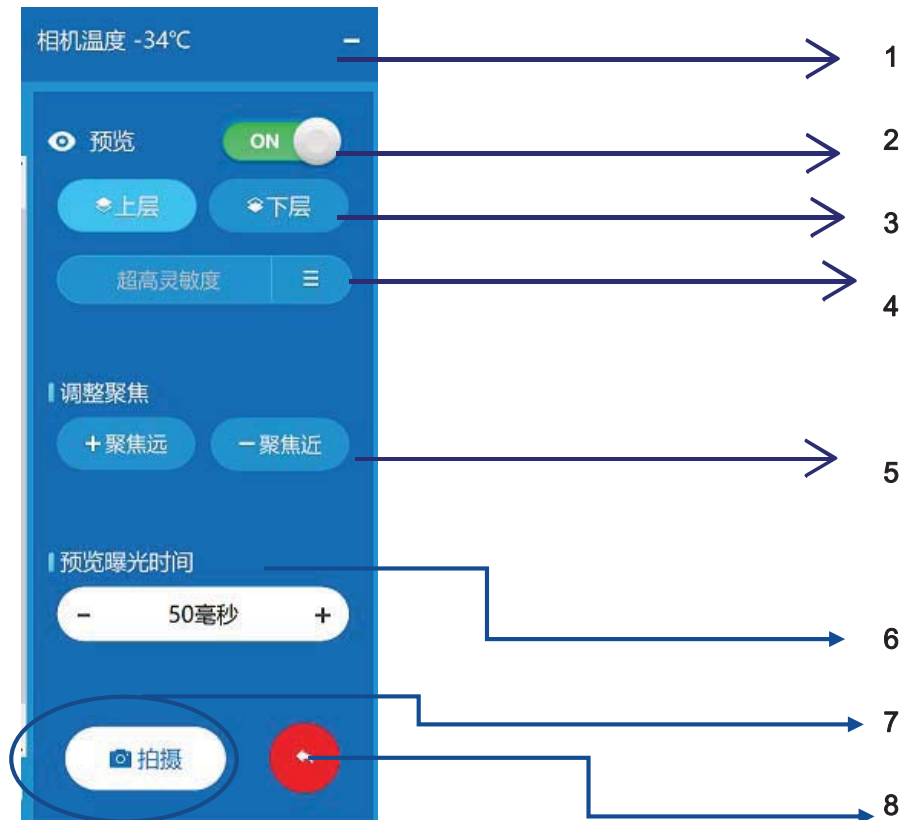 相机温度 -34℃ −
1
预览 ON
2
上层 下层
3
超高灵敏度 ☰
4
调整聚焦
+聚焦远 −聚焦近
5
预览曝光时间
- 50毫秒 +
6
7
拍摄
8